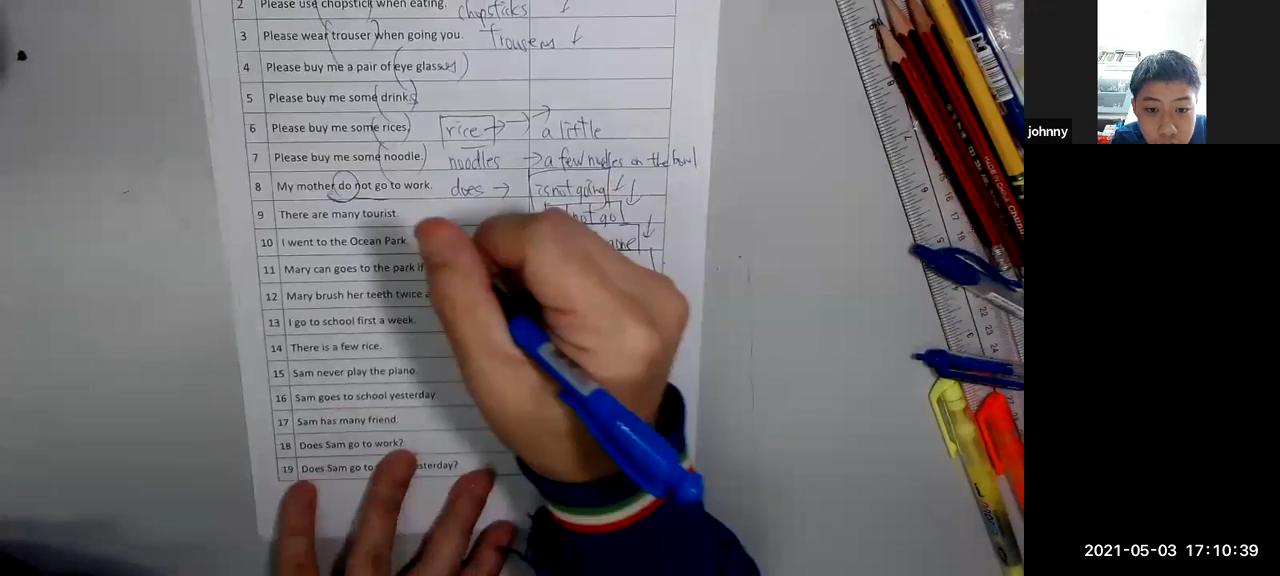 2 Please use chopstick when eating. chopsticks
3 Please wear trouser when going you. Trousers
4 Please buy me a pair of eye glasses
5 Please buy me some drinks
6 Please buy me some rices rice a little
7 Please buy me some noodle. noodles a few nudles on the bowl
8 My mother do not go to work. does is not going
9 There are many tourist. not go
10 I went to the Ocean Park
11 Mary can goes to the park
12 Mary brush her teeth twice
13 I go to school first a week.
14 There is a few rice.
15 Sam never play the piano.
16 Sam goes to school yesterday
17 Sam has many friend.
18 Does Sam go to work?
19 Does Sam go to
johnny
2021-05-03 17:10:39